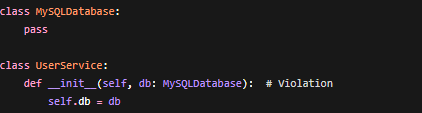 class MySQLDatabase:
    pass
class UserService:
    def __init__(self, db: MySQLDatabase):  # Violation
        self.db = db